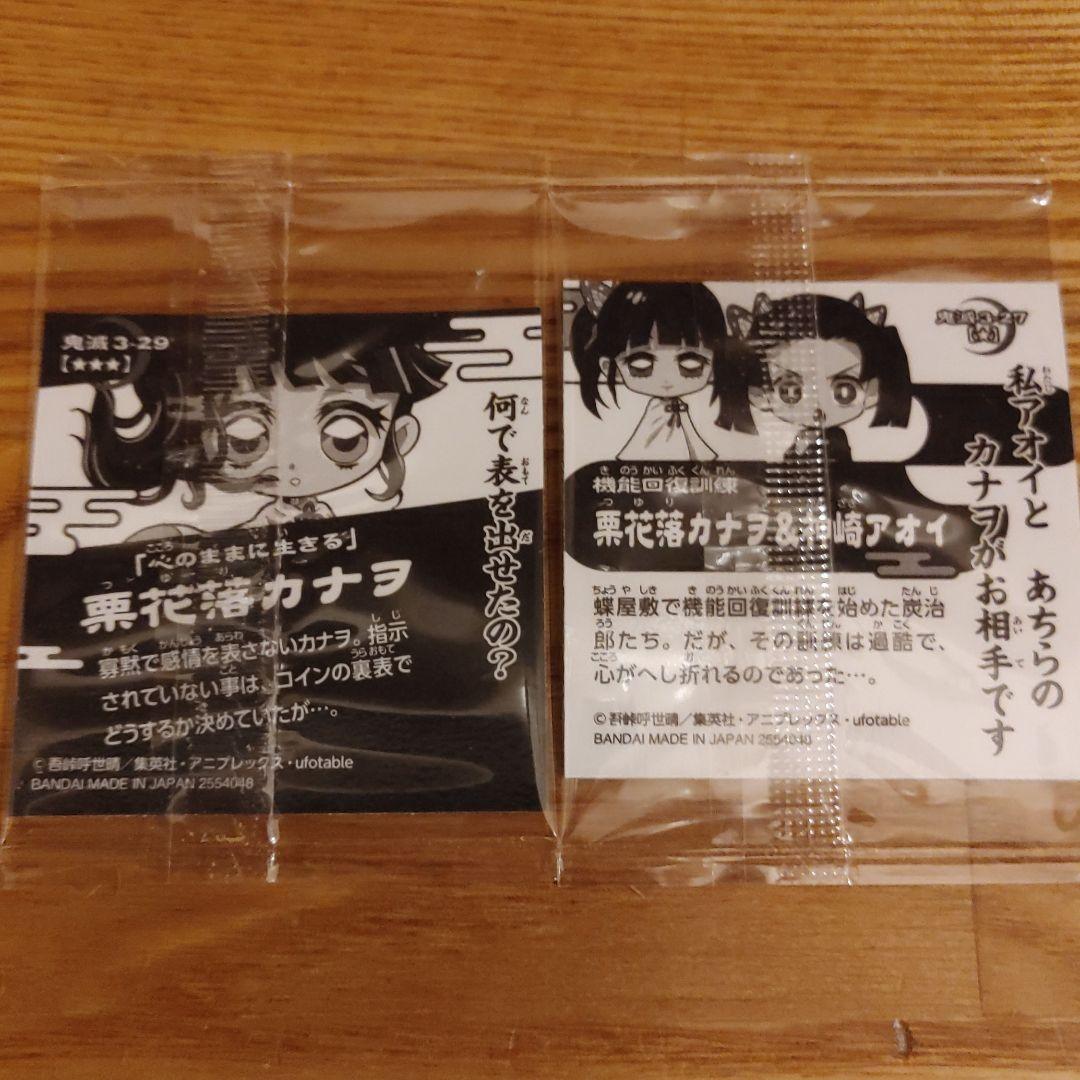 鬼滅3-29
[★★★]
何で表を出せたの?
「心のままに生きる」
栗花落カナヲ
寡黙で感情を表さないカナヲ。指示
されていない事は、コインの裏表で
どうするか決めていたが…。
©吾峠呼世晴/集英社・アニプレックス・ufotable
BANDAI MADE IN JAPAN 2554048
鬼滅3-27
私アオイと あちらの
カナヲがお相手です
機能回復訓練
栗花落カナヲ& 崎アオイ
蝶屋敷で機能回復訓練を始めた炭治
郎たち。だが、その訓練は過酷で、
心がへし折れるのであった…。
©吾峠呼世晴/集英社・アニプレックス・ufotable
BANDAI MADE IN JAPAN 2554048